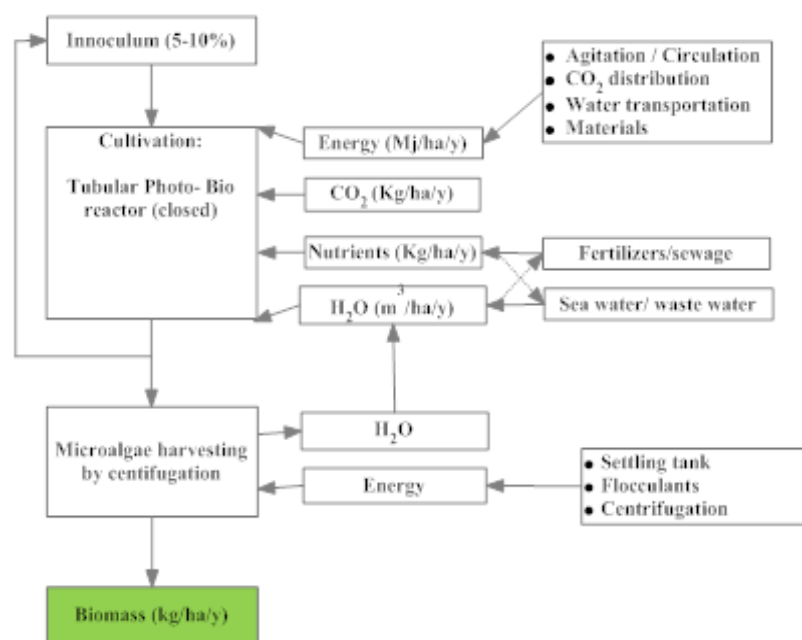 Innoculum (5-10%)
Cultivation:
Tubular Photo- Bio
reactor (closed)
Energy (Mj/ha/y)
CO₂ (Kg/ha/y)
Nutrients (Kg/ha/y)
H₂O (m³/ha/y)
● Agitation / Circulation
● CO₂ distribution
● Water transportation
● Materials
Fertilizers/sewage
Sea water/ waste water
Microalgae harvesting
by centifugation
H₂O
Energy
● Settling tank
● Flocculants
● Centrifugation
Biomass (kg/ha/y)